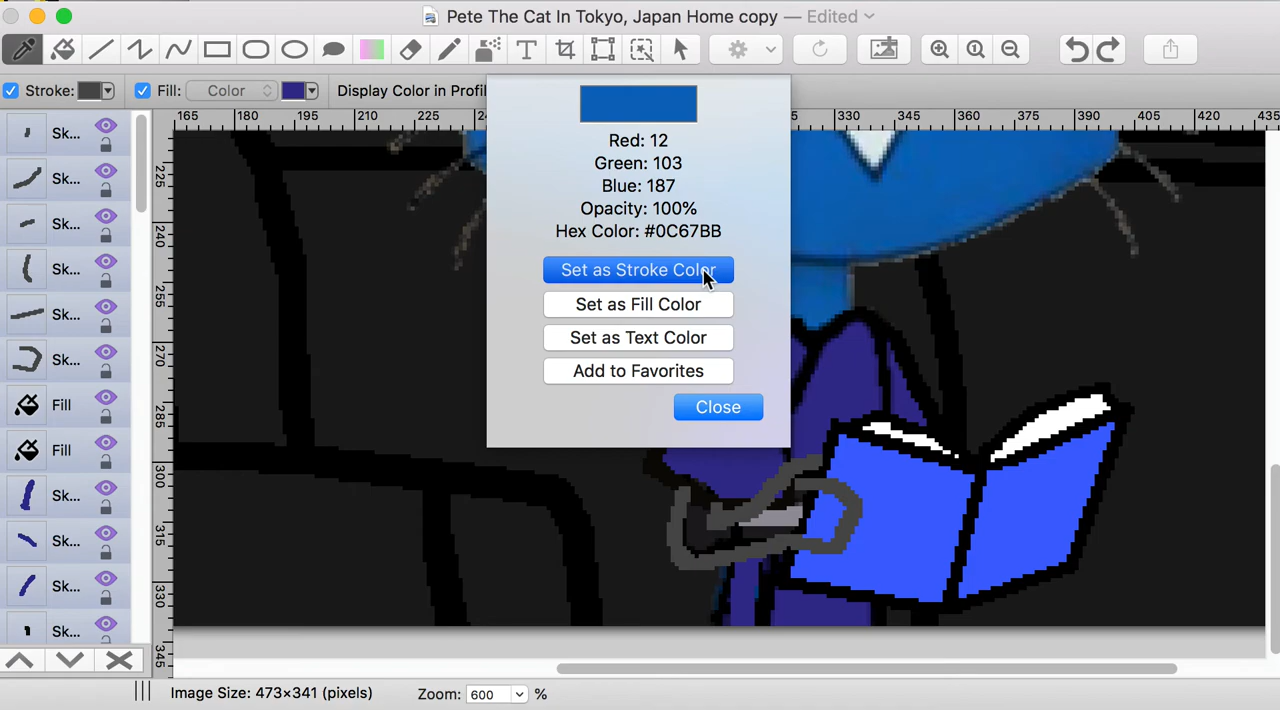 Pete The Cat In Tokyo, Japan Home copy — Edited
Stroke: Fill: Color Display Color in Profil
165 180 195 210 225 330 345 360 375 390 405 420 435
Red: 12
Green: 103
Blue: 187
Opacity: 100%
Hex Color: #0C67BB
Set as Stroke Color
Set as Fill Color
Set as Text Color
Add to Favorites
Close
Sk...
Sk...
Sk...
Sk...
Sk...
Sk...
Fill
Fill
Sk...
Sk...
Sk...
Sk...
225
240
255
270
285
300
315
330
345
Image Size: 473×341 (pixels) Zoom: 600 %